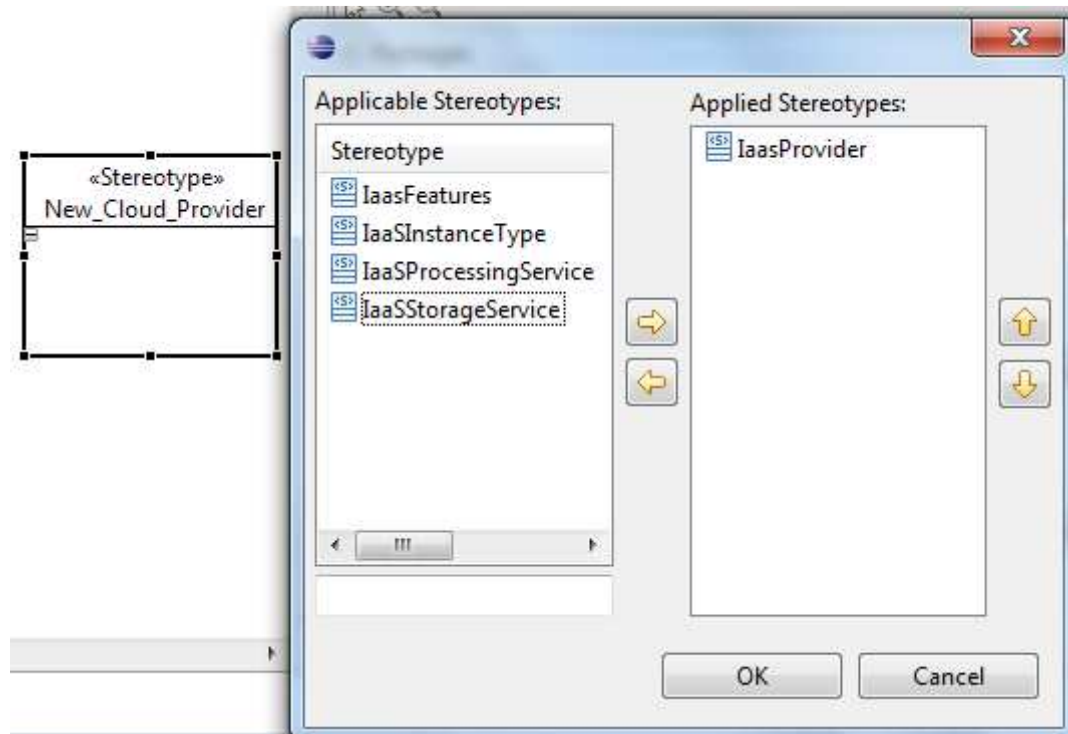 «Stereotype»
New_Cloud_Provider
Applicable Stereotypes:
Stereotype
IaasFeatures
IaaSInstanceType
IaaSProcessingService
IaaSStorageService
Applied Stereotypes:
IaasProvider
OK
Cancel